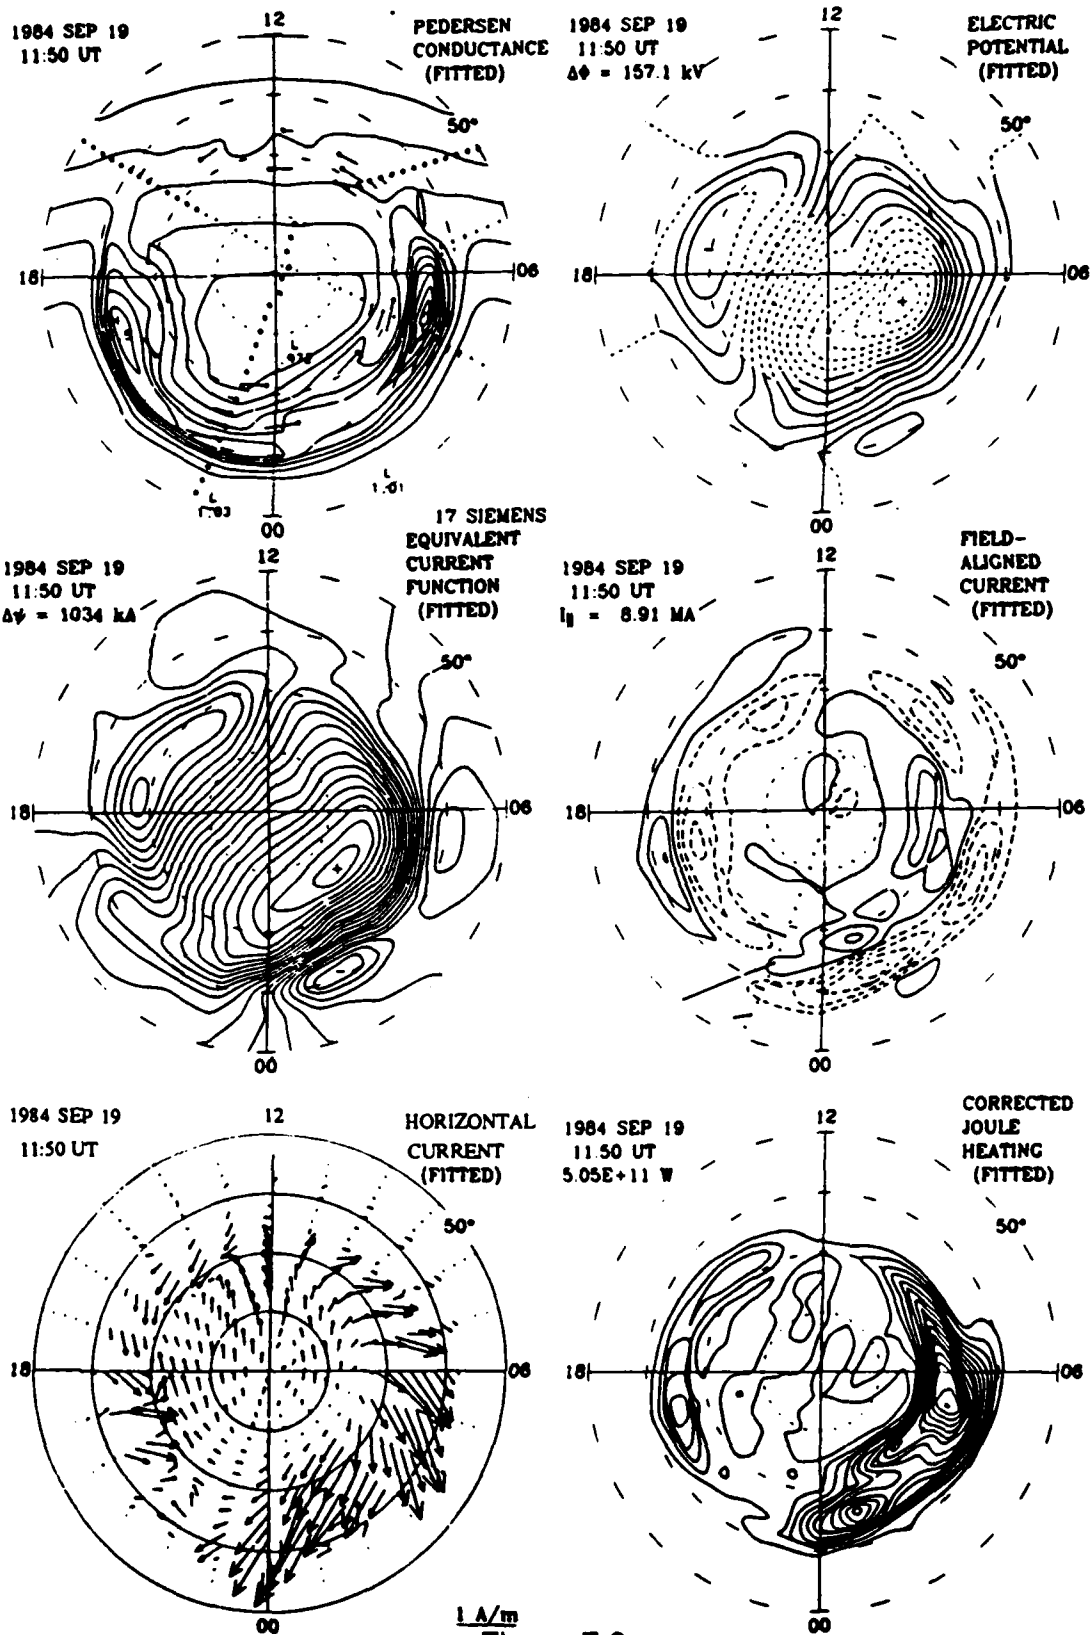 1984 SEP 19
11:50 UT
12
PEDERSEN
CONDUCTANCE
(FITTED)
50°
18
06
L
L
L
00
17 SIEMENS
1984 SEP 19
11:50 UT
ΔΦ = 157.1 kV
12
ELECTRIC
POTENTIAL
(FITTED)
50°
18
06
+
00
1984 SEP 19
11:50 UT
Δψ = 1034 kA
12
EQUIVALENT
CURRENT
FUNCTION
(FITTED)
50°
18
06
+
00
1984 SEP 19
11:50 UT
I∥ = 8.91 MA
12
FIELD-
ALIGNED
CURRENT
(FITTED)
50°
18
06
00
1984 SEP 19
11:50 UT
12
HORIZONTAL
CURRENT
(FITTED)
50°
18
06
00
1 A/m
1984 SEP 19
11.50 UT
5.05E+11 W
12
CORRECTED
JOULE
HEATING
(FITTED)
50°
18
06
00